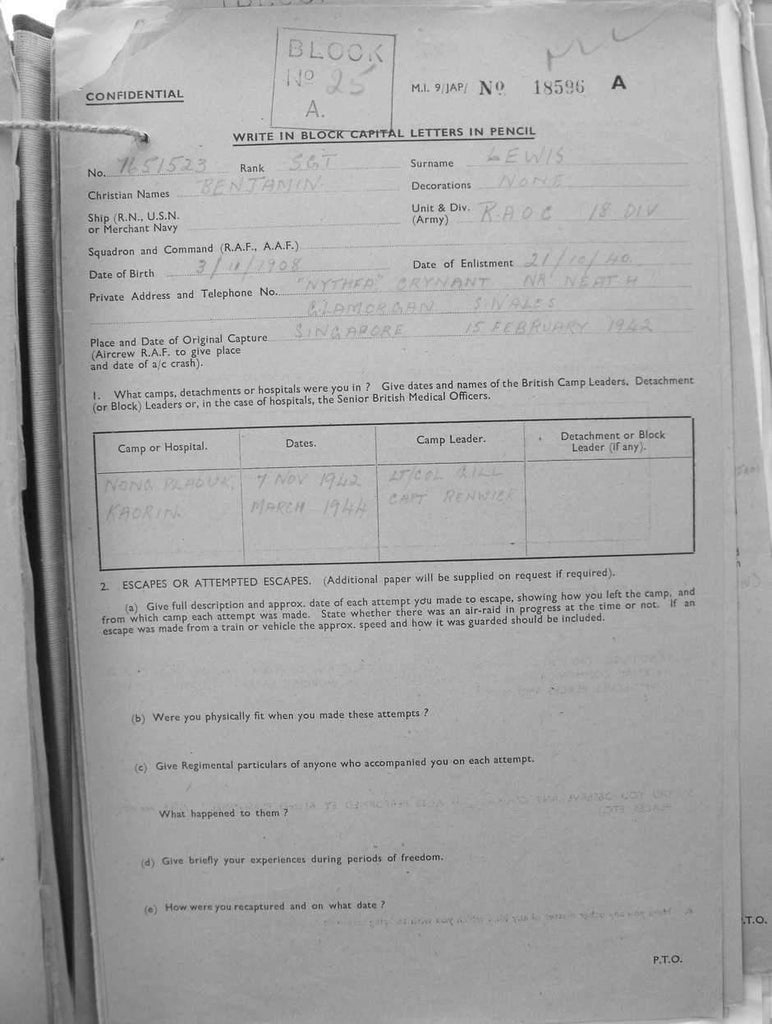 BLOCK
No 25
A.
CONFIDENTIAL
M.I. 9/JAP/ No 18596 A
WRITE IN BLOCK CAPITAL LETTERS IN PENCIL
No. 7651523 Rank SGT Surname LEWIS
Christian Names BENJAMIN Decorations NONE
Ship (R.N., U.S.N. or Merchant Navy
Unit & Div. (Army) R.A.O.C 18 DIV
Squadron and Command (R.A.F., A.A.F.)
Date of Birth 3/11/1908 Date of Enlistment 21/10/40.
Private Address and Telephone No. "NYTHFA" CRYNANT NR NEATH
GLAMORGAN S. WALES
Place and Date of Original Capture SINGAPORE 15 FEBRUARY 1942
(Aircrew R.A.F. to give place
and date of a/c crash).
1. What camps, detachments or hospitals were you in ? Give dates and names of the British Camp Leaders, Detachment
(or Block) Leaders or, in the case of hospitals, the Senior British Medical Officers.
Camp or Hospital. Dates. Camp Leader. Detachment or Block Leader (if any).
NONG PLADUK. 7 NOV 1942 LT/COL GILL
KAORIN. MARCH 1944 CAPT RENWICK
2. ESCAPES OR ATTEMPTED ESCAPES. (Additional paper will be supplied on request if required).
(a) Give full description and approx. date of each attempt you made to escape, showing how you left the camp, and
from which camp each attempt was made. State whether there was an air-raid in progress at the time or not. If an
escape was made from a train or vehicle the approx. speed and how it was guarded should be included.
(b) Were you physically fit when you made these attempts ?
(c) Give Regimental particulars of anyone who accompanied you on each attempt.
What happened to them ?
(d) Give briefly your experiences during periods of freedom.
(e) How were you recaptured and on what date ?
P.T.O.
.T.O.